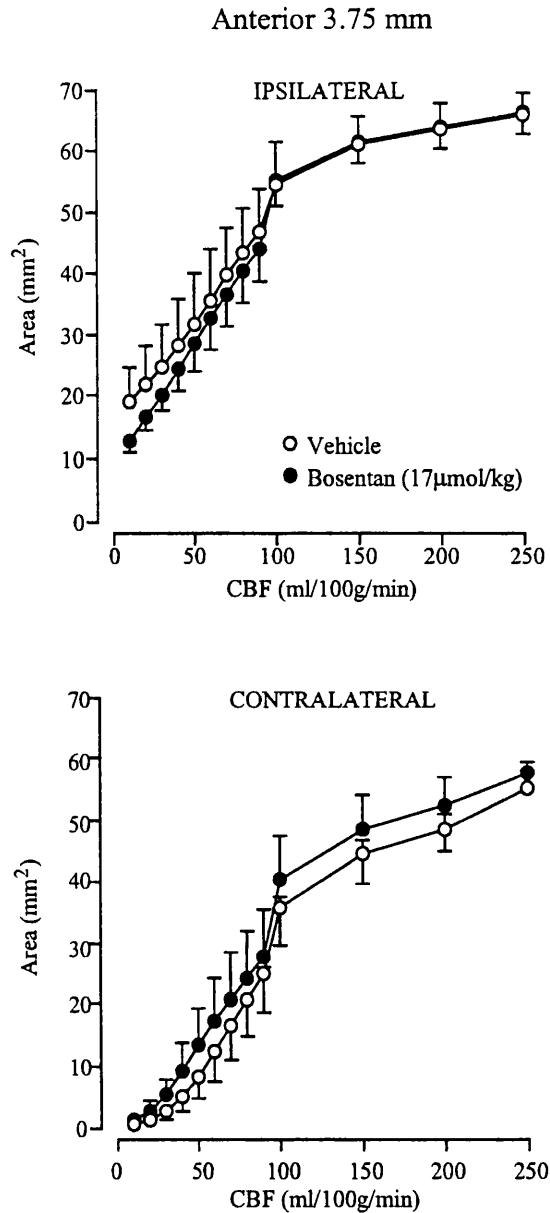 Anterior 3.75 mm
IPSILATERAL
70
60
50
40
30
20
10
0
Area (mm²)
Vehicle
Bosentan (17μmol/kg)
0 50 100 150 200 250
CBF (ml/100g/min)
CONTRALATERAL
70
60
50
40
30
20
10
0
Area (mm²)
0 50 100 150 200 250
CBF (ml/100g/min)